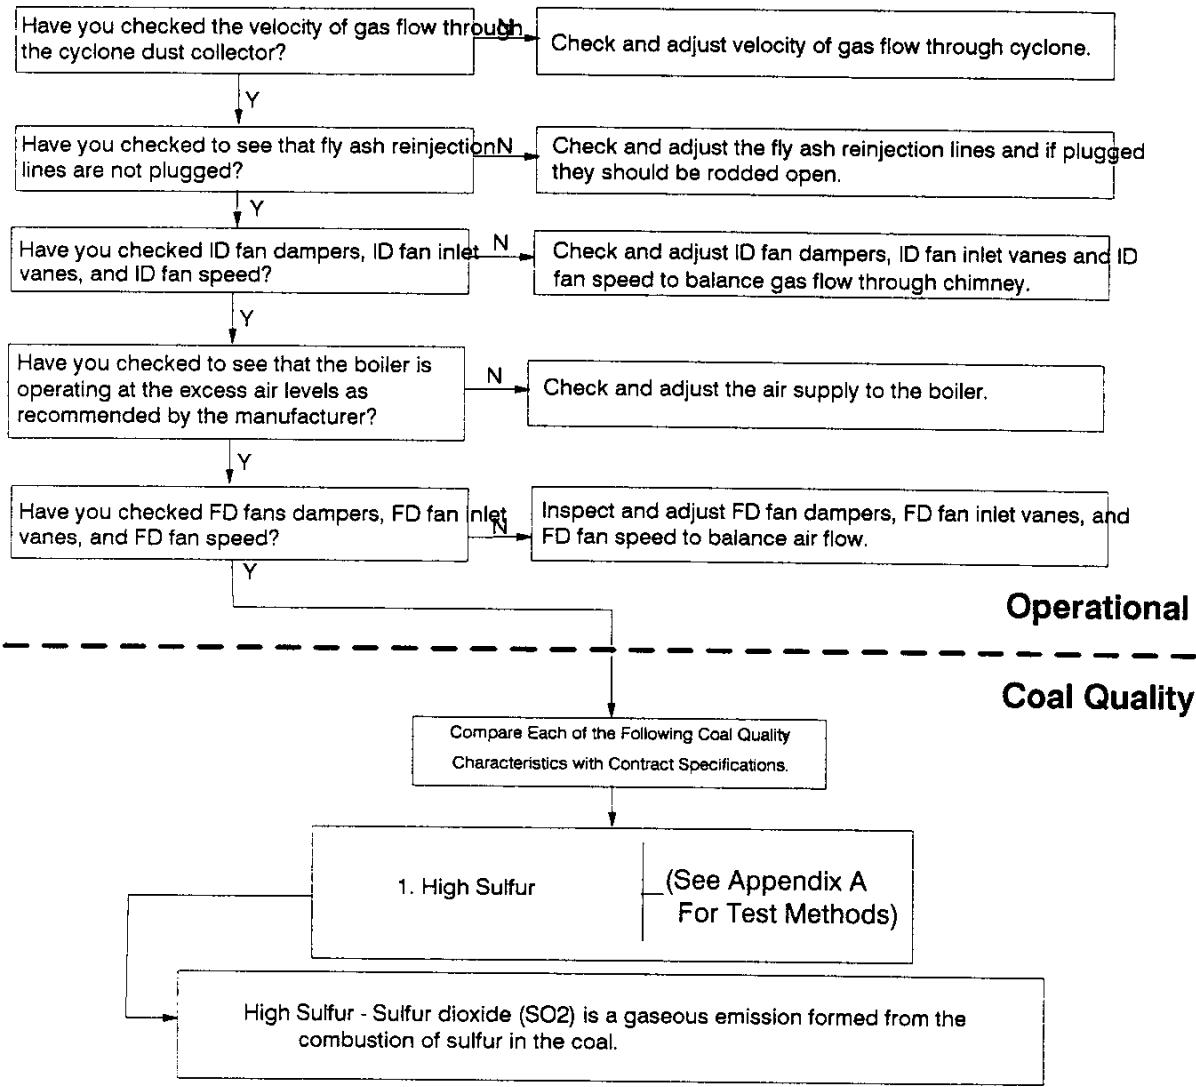 Have you checked the velocity of gas flow through
the cyclone dust collector?
N
Check and adjust velocity of gas flow through cyclone.
Y
Have you checked to see that fly ash reinjection
lines are not plugged?
N
Check and adjust the fly ash reinjection lines and if plugged
they should be rodded open.
Y
Have you checked ID fan dampers, ID fan inlet
vanes, and ID fan speed?
N
Check and adjust ID fan dampers, ID fan inlet vanes and ID
fan speed to balance gas flow through chimney.
Y
Have you checked to see that the boiler is
operating at the excess air levels as
recommended by the manufacturer?
N
Check and adjust the air supply to the boiler.
Y
Have you checked FD fans dampers, FD fan inlet
vanes, and FD fan speed?
N
Inspect and adjust FD fan dampers, FD fan inlet vanes, and
FD fan speed to balance air flow.
Y
Operational
Coal Quality
Compare Each of the Following Coal Quality
Characteristics with Contract Specifications.
1. High Sulfur
(See Appendix A
For Test Methods)
High Sulfur - Sulfur dioxide (SO2) is a gaseous emission formed from the
combustion of sulfur in the coal.